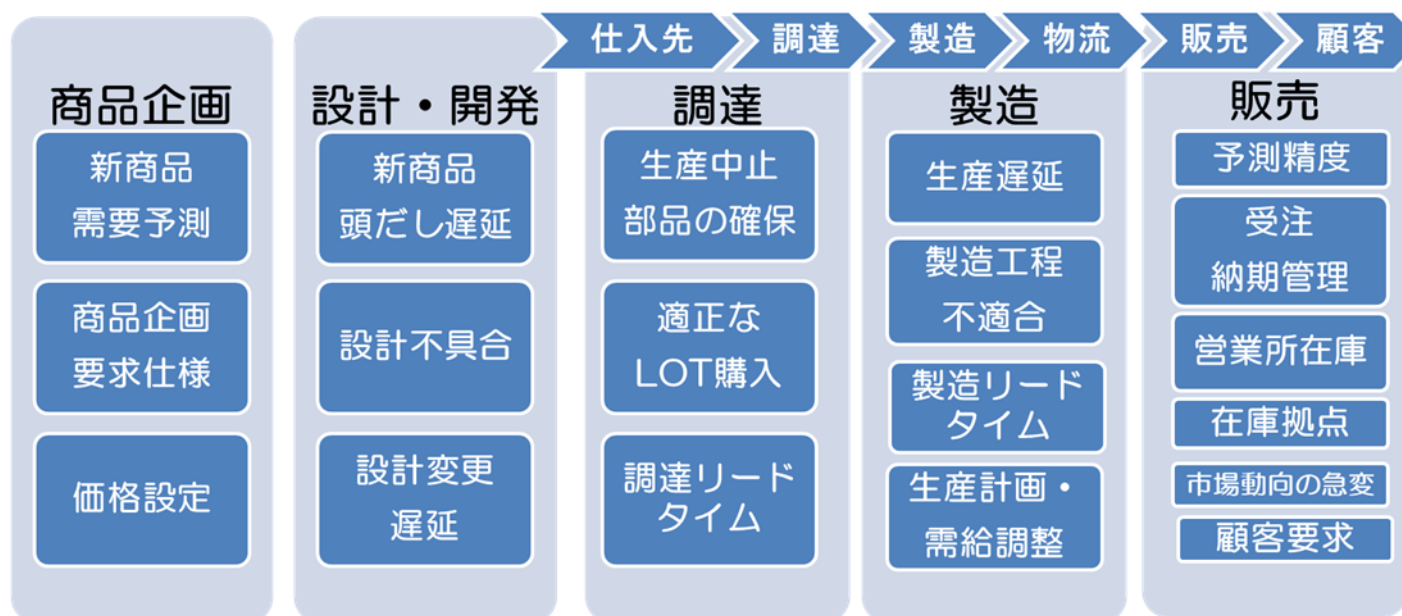 仕入先
調達
製造
物流
販売
顧客
商品企画
新商品
需要予測
商品企画
要求仕様
価格設定
設計・開発
新商品
頭だし遅延
設計不具合
設計変更
遅延
調達
生産中止
部品の確保
適正な
LOT購入
調達リード
タイム
製造
生産遅延
製造工程
不適合
製造リード
タイム
生産計画・
需給調整
販売
予測精度
受注
納期管理
営業所在庫
在庫拠点
市場動向の急変
顧客要求